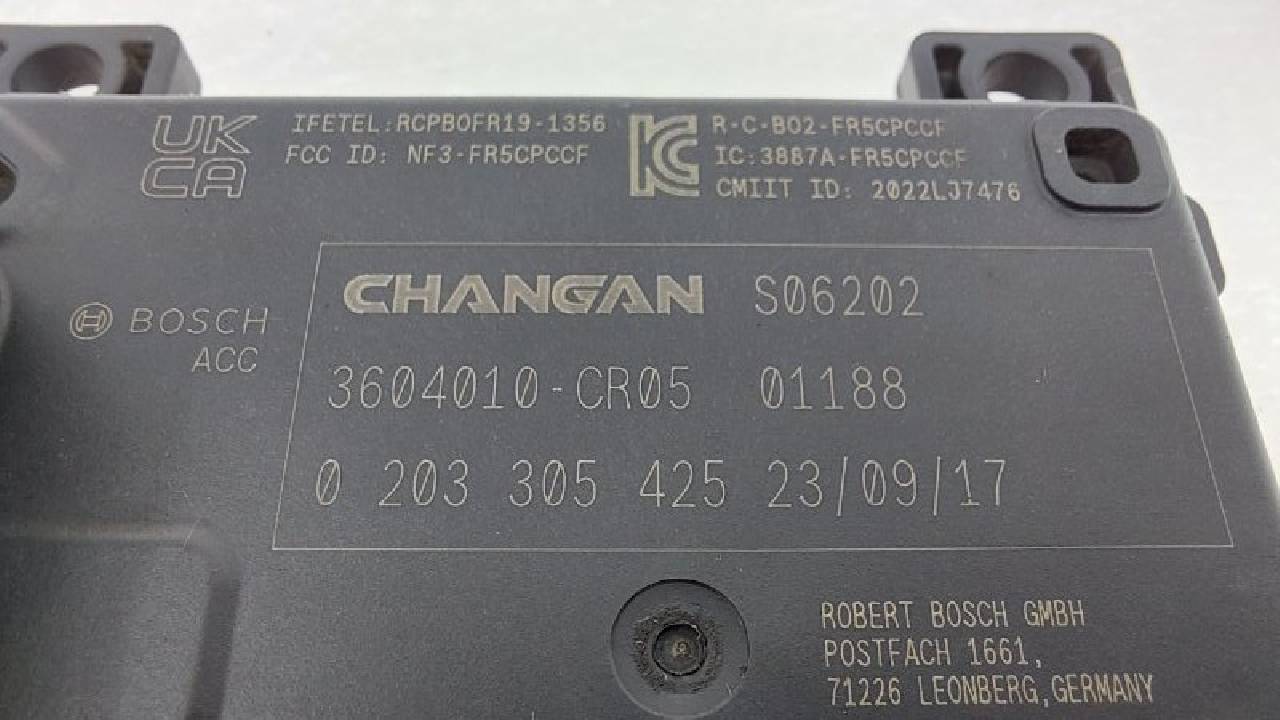 UK
CA
IFETEL:RCPBOFR19-1356
FCC ID: NF3-FR5CPCCF
R-C-B02-FR5CPCCF
IC:3887A-FR5CPCCF
CMIIT ID: 2022LJ7476
BOSCH
ACC
CHANGAN S06202
3604010-CR05 01188
0 203 305 425 23/09/17
ROBERT BOSCH GMBH
POSTFACH 1661,
71226 LEONBERG,GERMANY